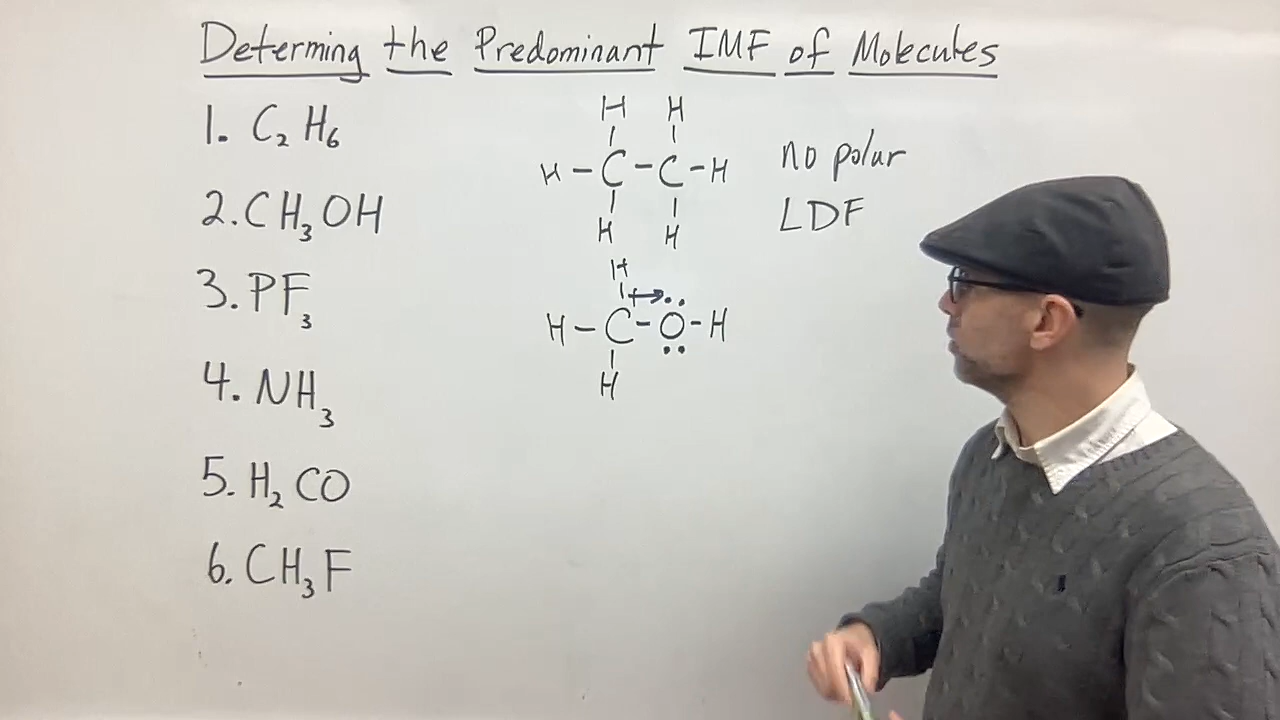 Determing the Predominant IMF of Molecules
1. C₂H₆
2. CH₃OH
3. PF₃
4. NH₃
5. H₂CO
6. CH₃F
H H
H – C – C – H
H H
no polar
LDF
H
H – C – O – H
H